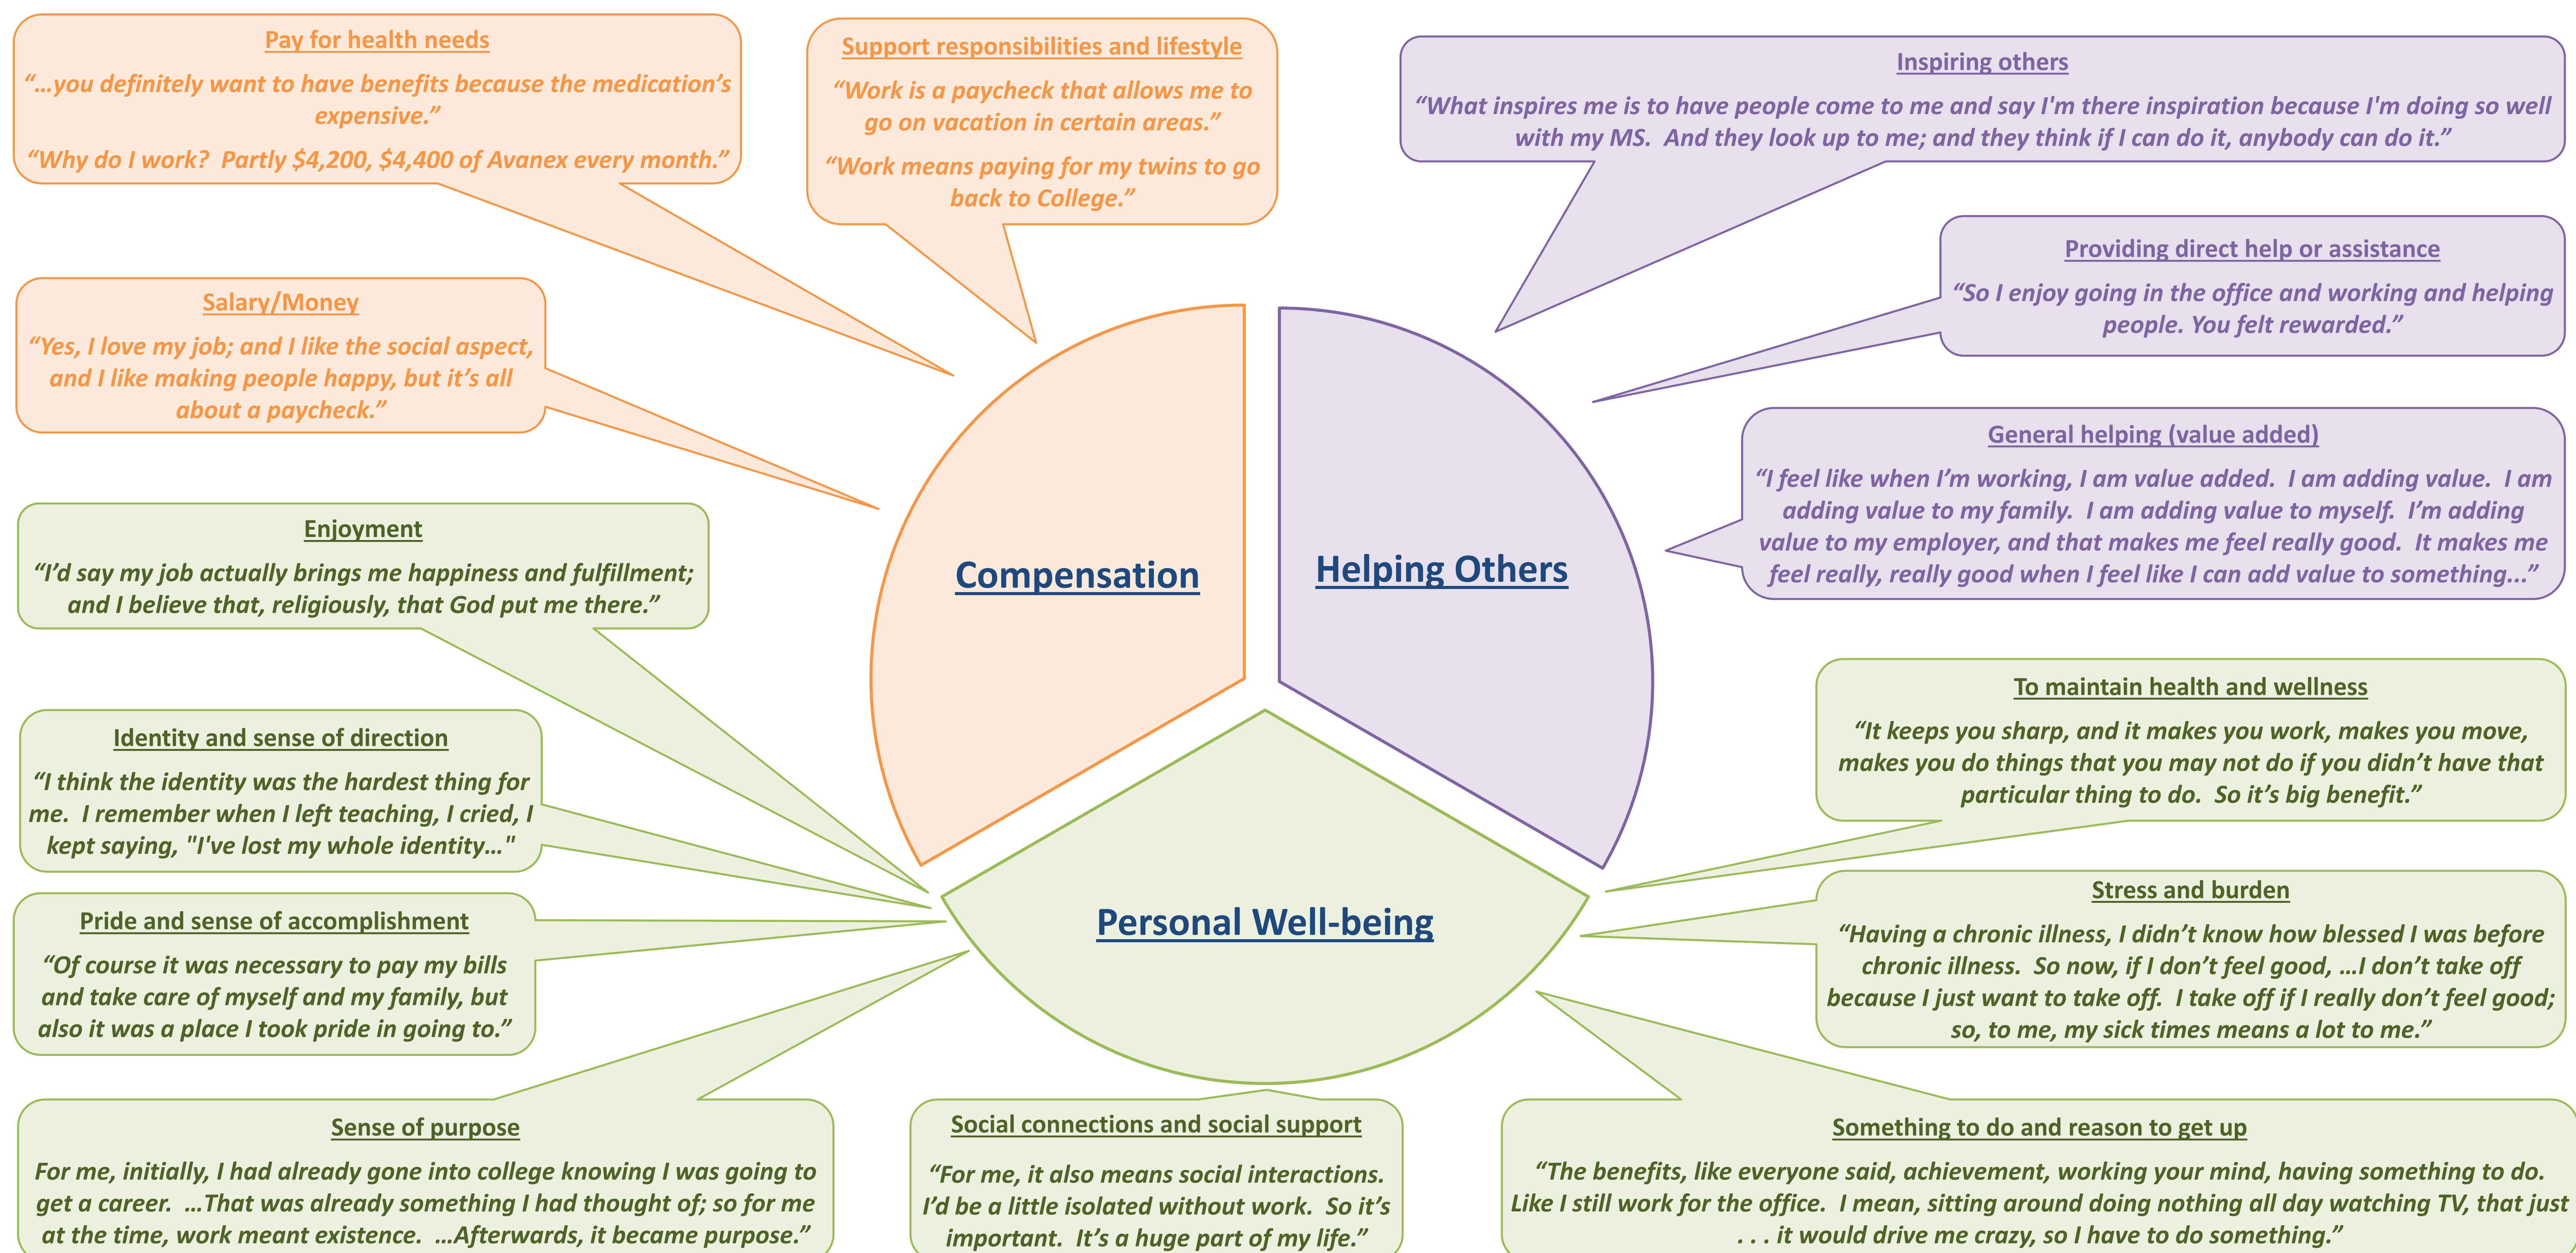 Pay for health needs
“…you definitely want to have benefits because the medication’s
expensive.”
“Why do I work?  Partly $4,200, $4,400 of Avanex every month.”
Support responsibilities and lifestyle
“Work is a paycheck that allows me to
go on vacation in certain areas.”
“Work means paying for my twins to go
back to College.”
Inspiring others
“What inspires me is to have people come to me and say I'm there inspiration because I'm doing so well
with my MS.  And they look up to me; and they think if I can do it, anybody can do it.”
Providing direct help or assistance
“So I enjoy going in the office and working and helping
people. You felt rewarded.”
Salary/Money
“Yes, I love my job; and I like the social aspect,
and I like making people happy, but it’s all
about a paycheck.”
General helping (value added)
“I feel like when I’m working, I am value added.  I am adding value.  I am
adding value to my family.  I am adding value to myself.  I’m adding
value to my employer, and that makes me feel really good.  It makes me
feel really, really good when I feel like I can add value to something…”
Enjoyment
“I’d say my job actually brings me happiness and fulfillment;
and I believe that, religiously, that God put me there.”
Compensation
Helping Others
To maintain health and wellness
“It keeps you sharp, and it makes you work, makes you move,
makes you do things that you may not do if you didn’t have that
particular thing to do.  So it’s big benefit.”
Identity and sense of direction
“I think the identity was the hardest thing for
me.  I remember when I left teaching, I cried, I
kept saying, "I've lost my whole identity…"
Pride and sense of accomplishment
“Of course it was necessary to pay my bills
and take care of myself and my family, but
also it was a place I took pride in going to.”
Personal Well-being
Stress and burden
“Having a chronic illness, I didn’t know how blessed I was before
chronic illness.  So now, if I don’t feel good, …I don’t take off
because I just want to take off.  I take off if I really don’t feel good;
so, to me, my sick times means a lot to me.”
Sense of purpose
For me, initially, I had already gone into college knowing I was going to
get a career.  …That was already something I had thought of; so for me
at the time, work meant existence.  …Afterwards, it became purpose.”
Social connections and social support
“For me, it also means social interactions.
I’d be a little isolated without work.  So it’s
important.  It’s a huge part of my life.”
Something to do and reason to get up
“The benefits, like everyone said, achievement, working your mind, having something to do.
Like I still work for the office.  I mean, sitting around doing nothing all day watching TV, that just
. . . it would drive me crazy, so I have to do something.”